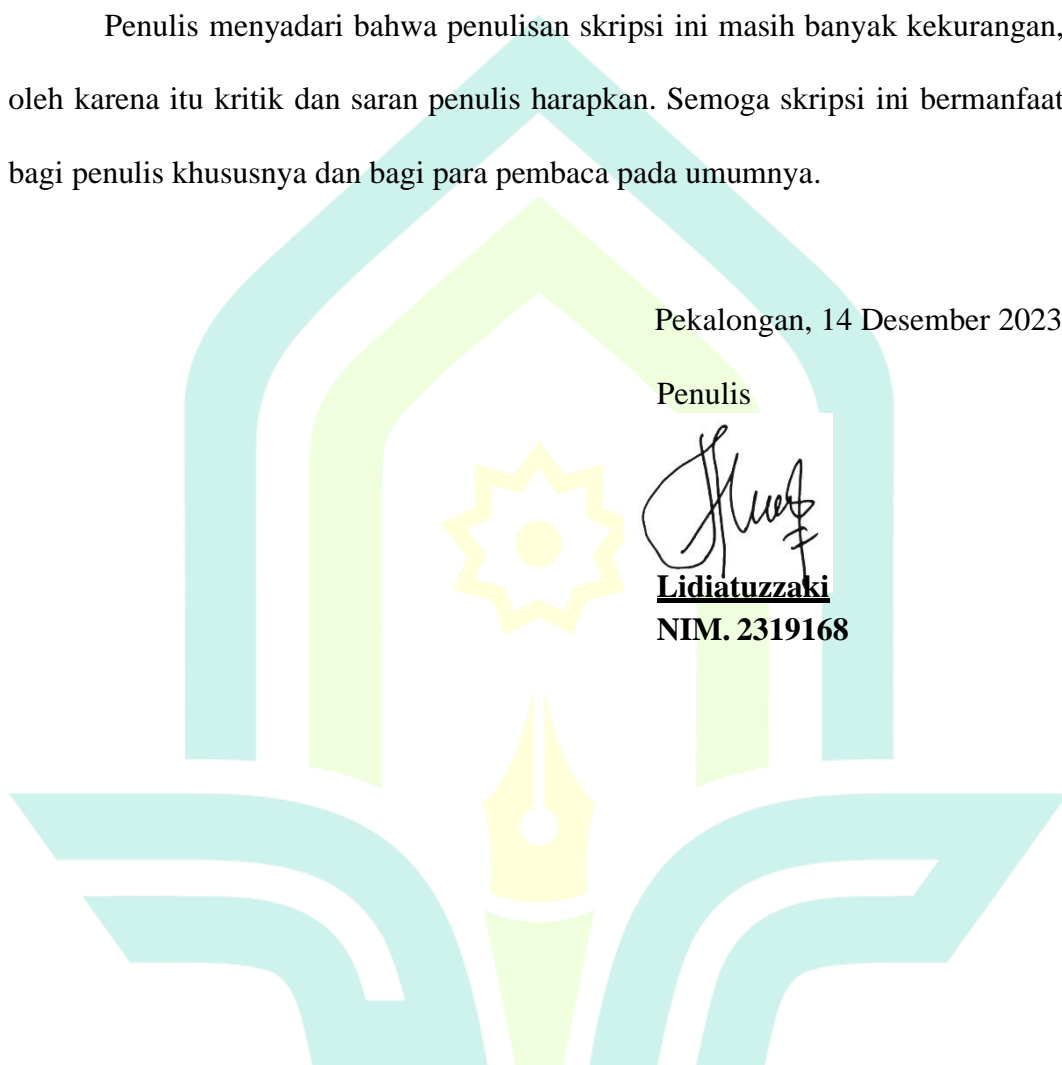 Penulis menyadari bahwa penulisan skripsi ini masih banyak kekurangan,
oleh karena itu kritik dan saran penulis harapkan. Semoga skripsi ini bermanfaat
bagi penulis khususnya dan bagi para pembaca pada umumnya.
Pekalongan, 14 Desember 2023
Penulis
Lidiatuzzaki
NIM. 2319168